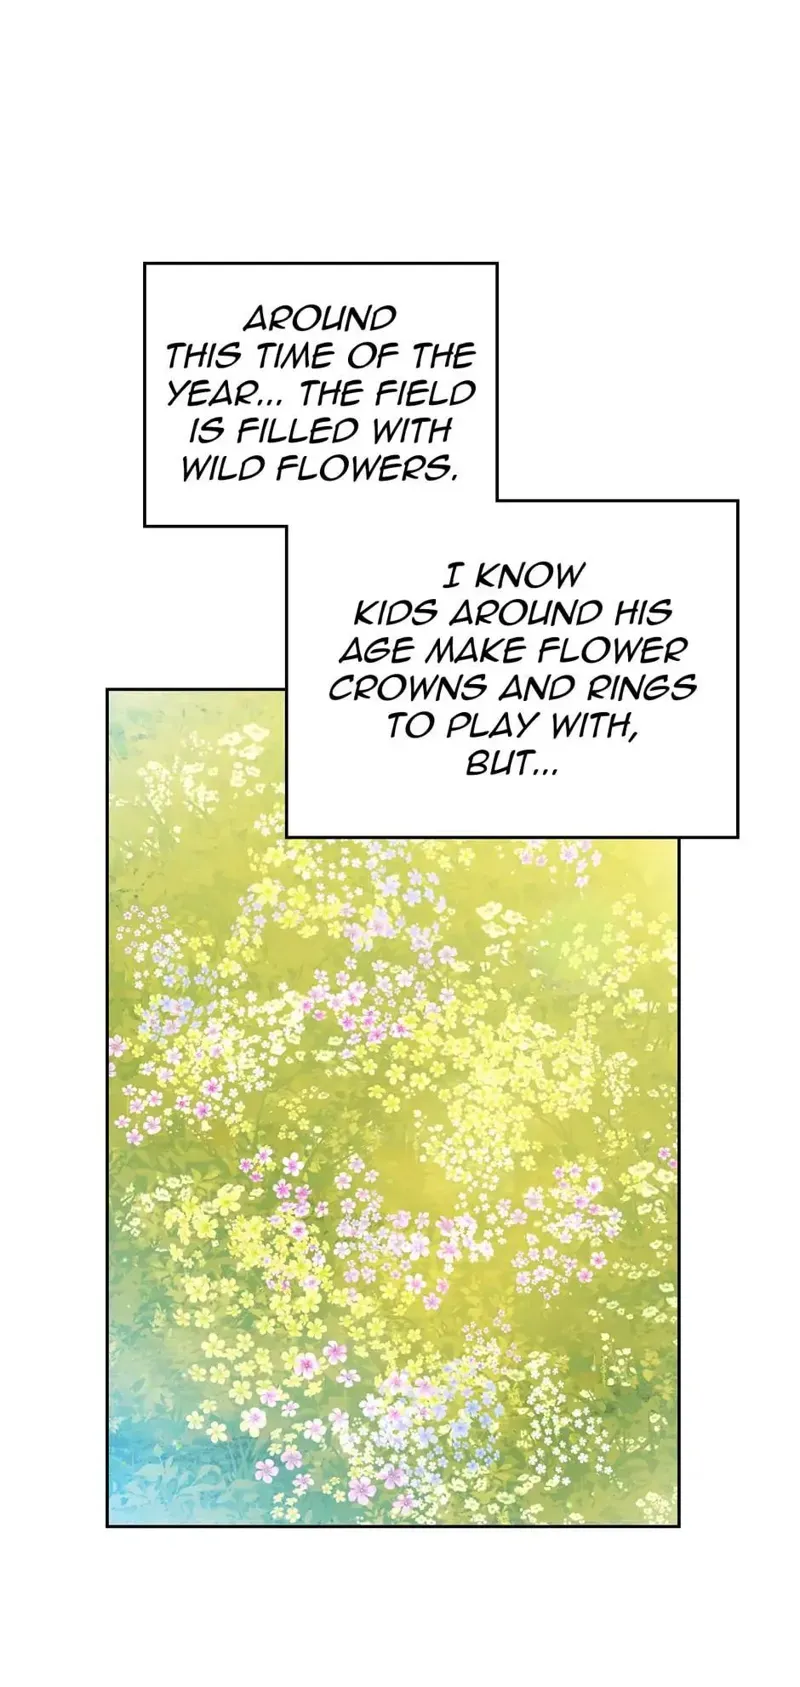 AROUND
THIS TIME OF THE
YEAR... THE FIELD
IS FILLED WITH
WILD FLOWERS.
I KNOW
KIDS AROUND HIS
AGE MAKE FLOWER
CROWNS AND RINGS
TO PLAY WITH,
BUT...